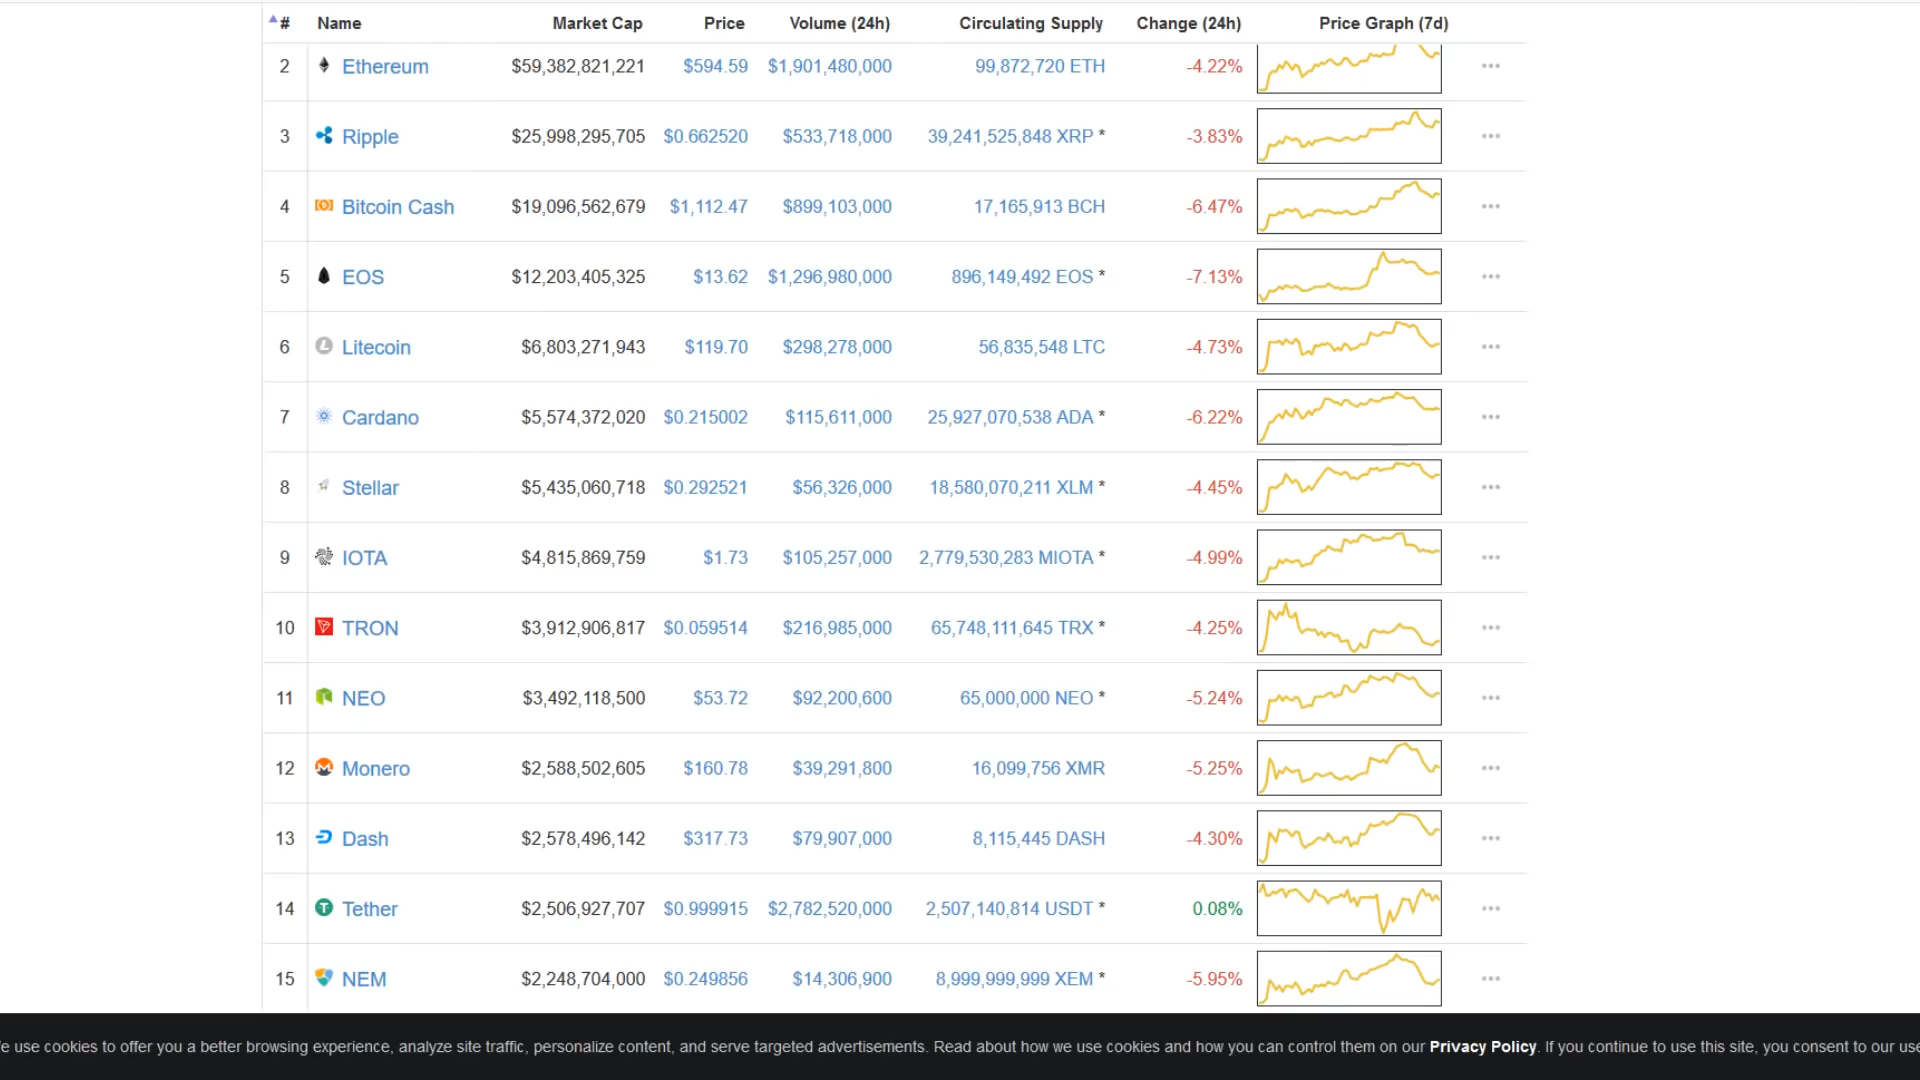 # Name Market Cap Price Volume (24h) Circulating Supply Change (24h) Price Graph (7d)
2 Ethereum $59,382,821,221 $594.59 $1,901,480,000 99,872,720 ETH -4.22%
3 Ripple $25,998,295,705 $0.662520 $533,718,000 39,241,525,848 XRP * -3.83%
4 Bitcoin Cash $19,096,562,679 $1,112.47 $899,103,000 17,165,913 BCH -6.47%
5 EOS $12,203,405,325 $13.62 $1,296,980,000 896,149,492 EOS * -7.13%
6 Litecoin $6,803,271,943 $119.70 $298,278,000 56,835,548 LTC -4.73%
7 Cardano $5,574,372,020 $0.215002 $115,611,000 25,927,070,538 ADA * -6.22%
8 Stellar $5,435,060,718 $0.292521 $56,326,000 18,580,070,211 XLM * -4.45%
9 IOTA $4,815,869,759 $1.73 $105,257,000 2,779,530,283 MIOTA * -4.99%
10 TRON $3,912,906,817 $0.059514 $216,985,000 65,748,111,645 TRX * -4.25%
11 NEO $3,492,118,500 $53.72 $92,200,600 65,000,000 NEO * -5.24%
12 Monero $2,588,502,605 $160.78 $39,291,800 16,099,756 XMR -5.25%
13 Dash $2,578,496,142 $317.73 $79,907,000 8,115,445 DASH -4.30%
14 Tether $2,506,927,707 $0.999915 $2,782,520,000 2,507,140,814 USDT * 0.08%
15 NEM $2,248,704,000 $0.249856 $14,306,900 8,999,999,999 XEM * -5.95%
e use cookies to offer you a better browsing experience, analyze site traffic, personalize content, and serve targeted advertisements. Read about how we use cookies and how you can control them on our Privacy Policy. If you continue to use this site, you consent to our use